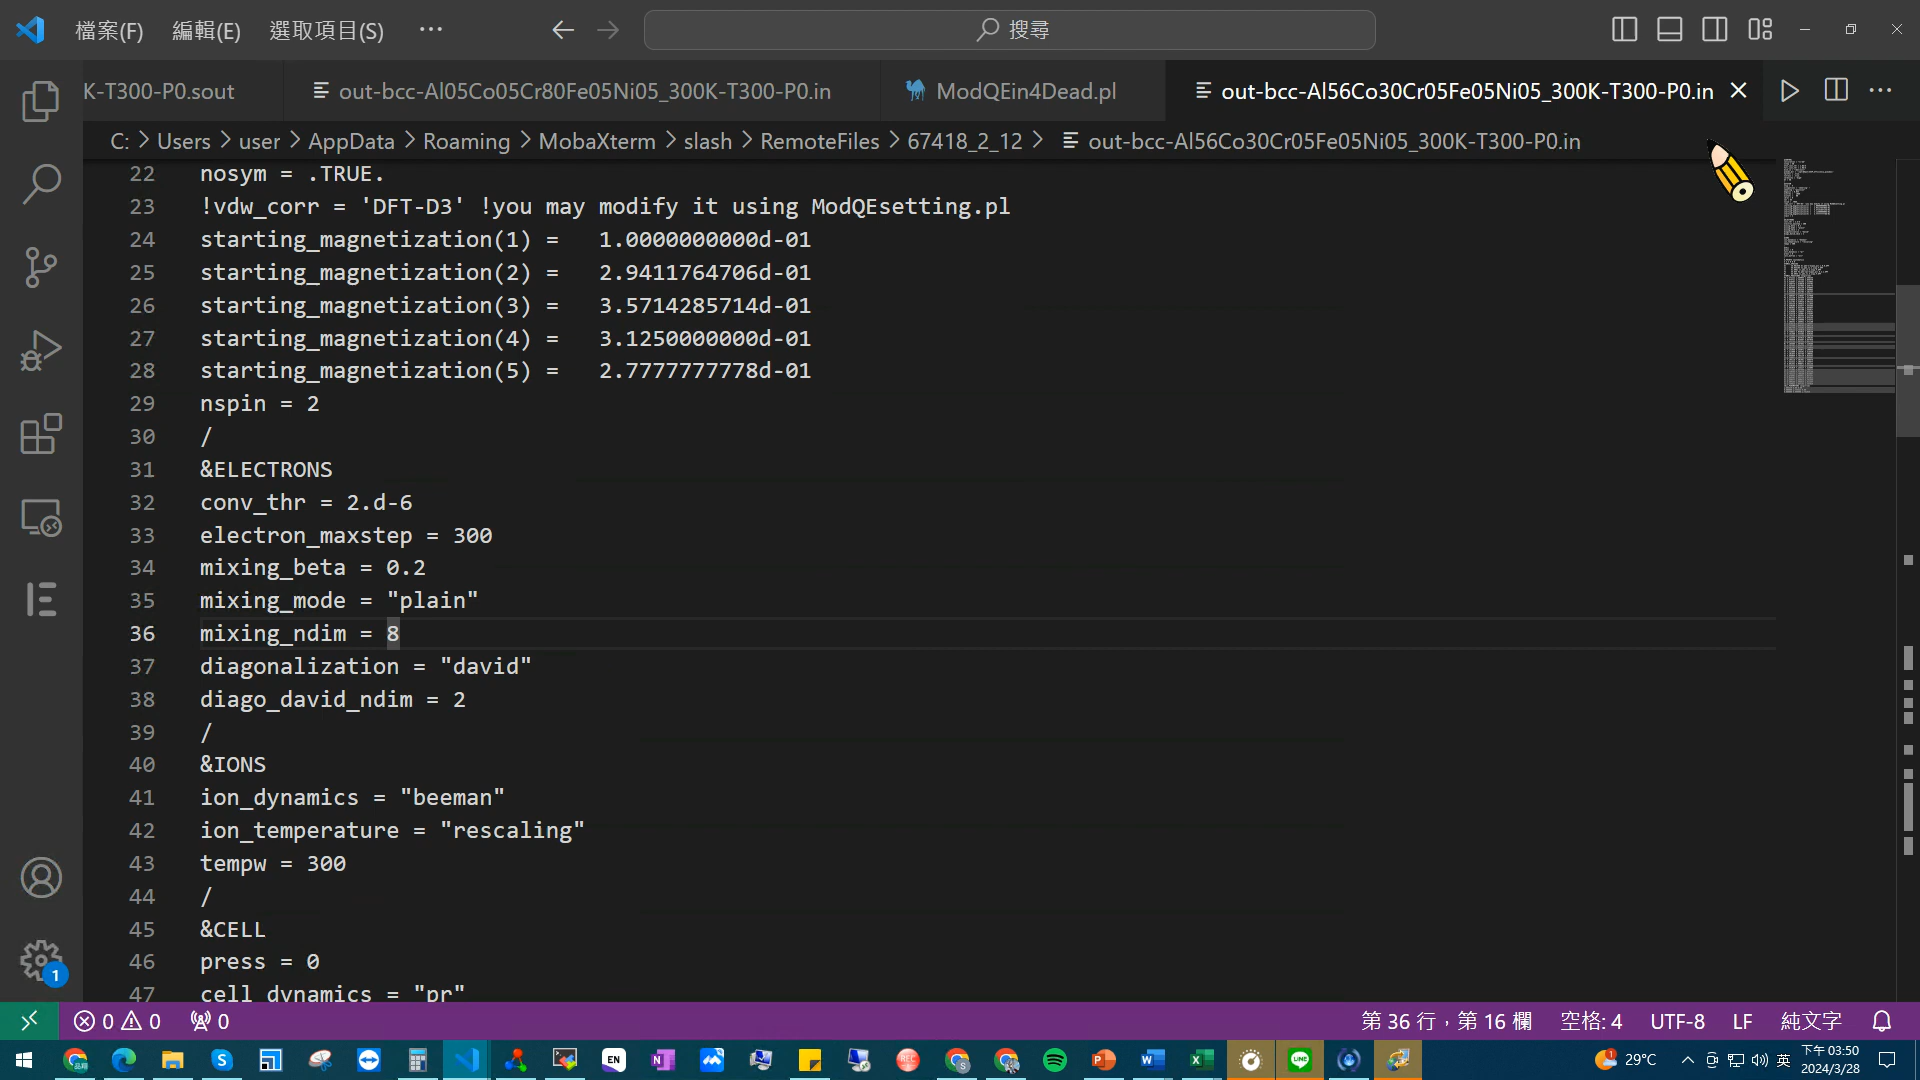 檔案(F) 編輯(E) 選取項目(S) ··· 搜尋
K-T300-P0.sout out-bcc-Al05Co05Cr80Fe05Ni05_300K-T300-P0.in ModQEin4Dead.pl out-bcc-Al56Co30Cr05Fe05Ni05_300K-T300-P0.in
C: > Users > user > AppData > Roaming > MobaXterm > slash > RemoteFiles > 67418_2_12 > out-bcc-Al56Co30Cr05Fe05Ni05_300K-T300-P0.in
22 nosym = .TRUE.
23 !vdw_corr = 'DFT-D3' !you may modify it using ModQEsetting.pl
24 starting_magnetization(1) = 1.0000000000d-01
25 starting_magnetization(2) = 2.9411764706d-01
26 starting_magnetization(3) = 3.5714285714d-01
27 starting_magnetization(4) = 3.1250000000d-01
28 starting_magnetization(5) = 2.7777777778d-01
29 nspin = 2
30 /
31 &ELECTRONS
32 conv_thr = 2.d-6
33 electron_maxstep = 300
34 mixing_beta = 0.2
35 mixing_mode = "plain"
36 mixing_ndim = 8
37 diagonalization = "david"
38 diago_david_ndim = 2
39 /
40 &IONS
41 ion_dynamics = "beeman"
42 ion_temperature = "rescaling"
43 tempw = 300
44 /
45 &CELL
46 press = 0
47 cell_dynamics = "pr"
1
0 0 0 第 36 行，第 16 欄 空格: 4 UTF-8 LF 純文字
EN 29°C 英 下午 03:50
2024/3/28